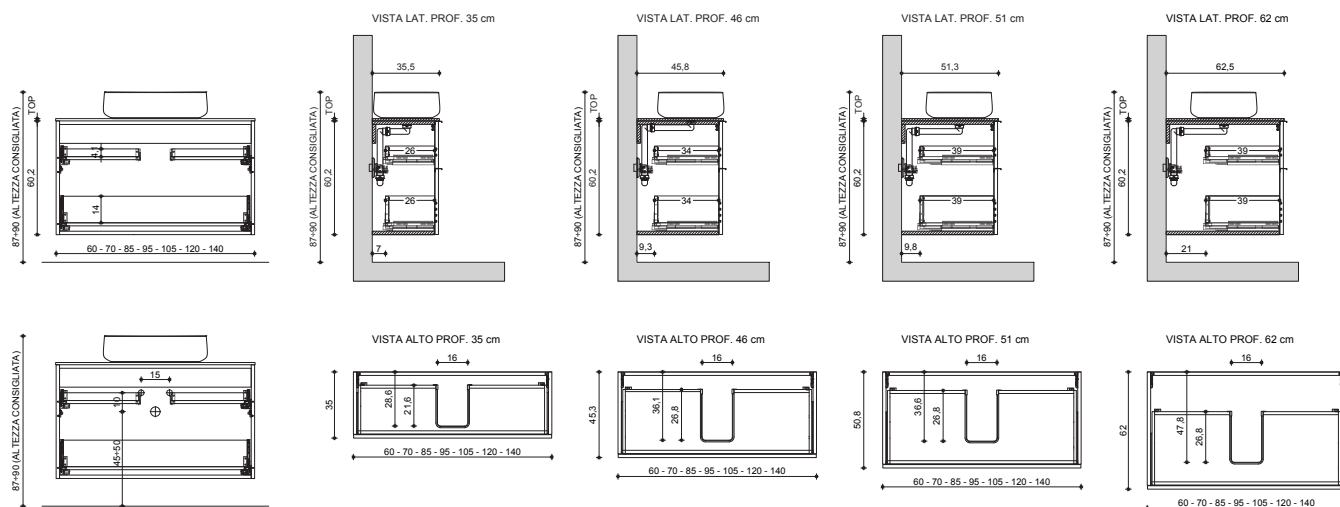 VISTA LAT. PROF. 35 cm
VISTA LAT. PROF. 46 cm
VISTA LAT. PROF. 51 cm
VISTA LAT. PROF. 62 cm
87÷90 (ALTEZZA CONSIGLIATA)
TOP
60,2
4,1
14
60 - 70 - 85 - 95 - 105 - 120 - 140
87÷90 (ALTEZZA CONSIGLIATA)
TOP
60,2
35,5
26
26
7
87÷90 (ALTEZZA CONSIGLIATA)
TOP
60,2
45,8
34
34
9,3
87÷90 (ALTEZZA CONSIGLIATA)
TOP
60,2
51,3
39
39
9,8
87÷90 (ALTEZZA CONSIGLIATA)
TOP
60,2
62,5
39
39
21
87÷90 (ALTEZZA CONSIGLIATA)
15
10
45÷50
VISTA ALTO PROF. 35 cm
16
35
28,6
21,6
60 - 70 - 85 - 95 - 105 - 120 - 140
VISTA ALTO PROF. 46 cm
16
45,3
36,1
26,8
60 - 70 - 85 - 95 - 105 - 120 - 140
VISTA ALTO PROF. 51 cm
16
50,8
36,6
26,8
60 - 70 - 85 - 95 - 105 - 120 - 140
VISTA ALTO PROF. 62 cm
16
62
47,8
26,8
60 - 70 - 85 - 95 - 105 - 120 - 140